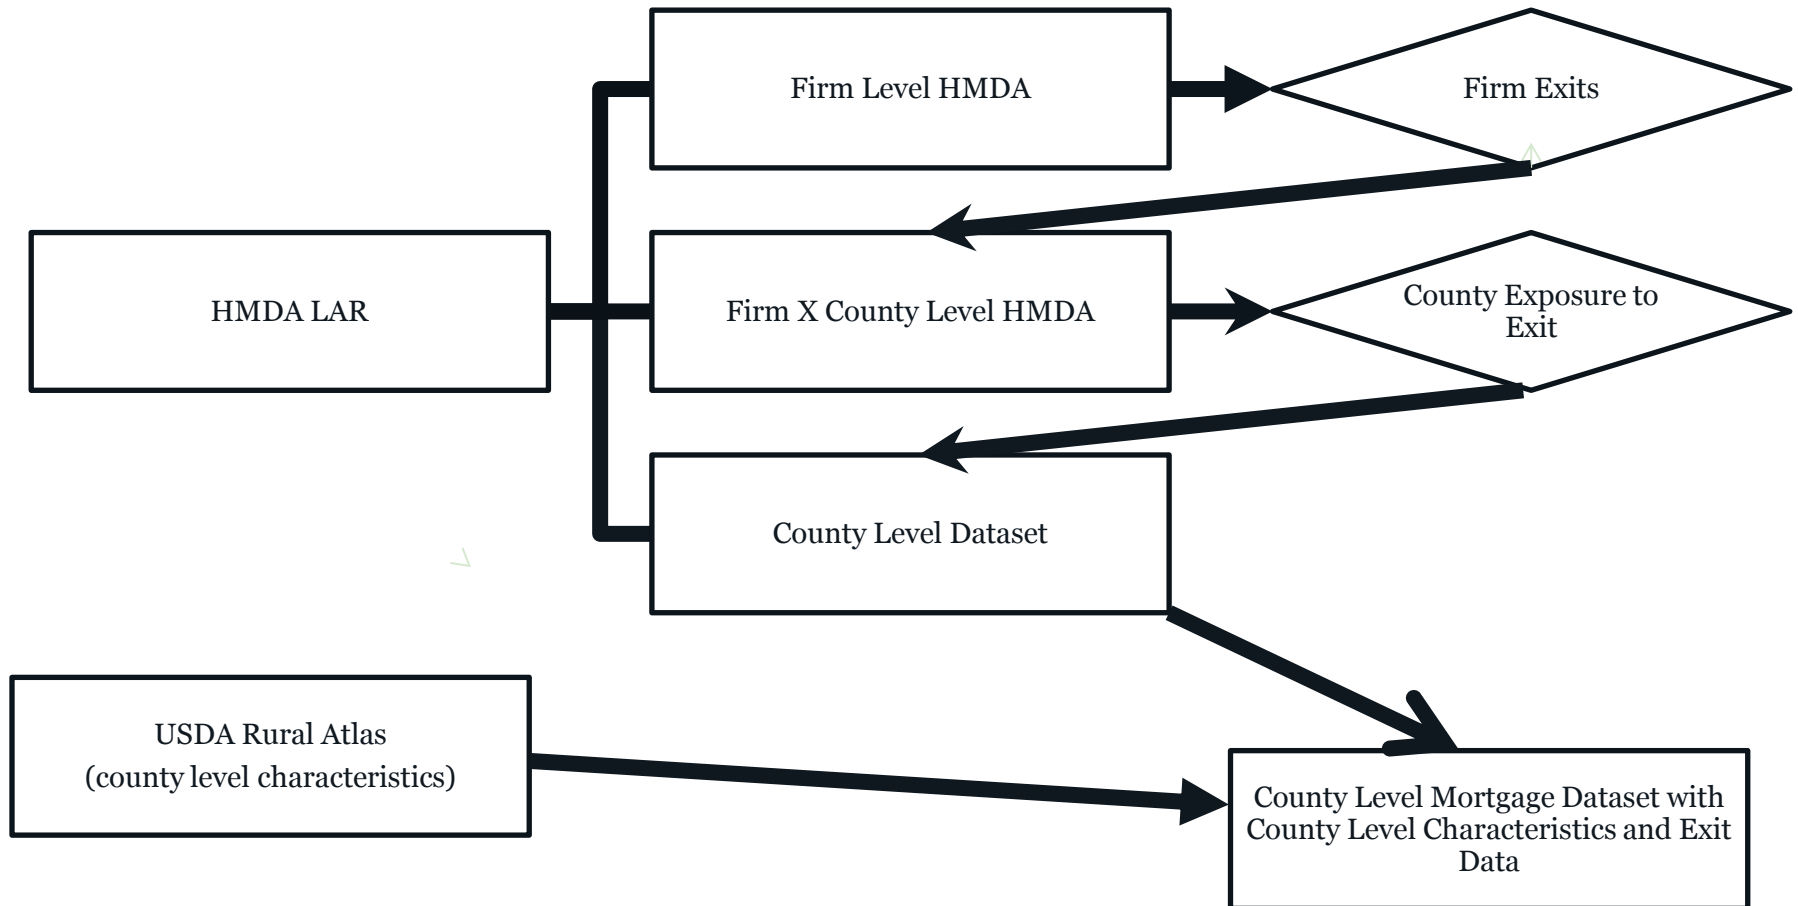 Firm Level HMDA
Firm Exits
HMDA LAR
Firm X County Level HMDA
County Exposure to
Exit
County Level Dataset
USDA Rural Atlas
(county level characteristics)
County Level Mortgage Dataset with
County Level Characteristics and Exit
Data